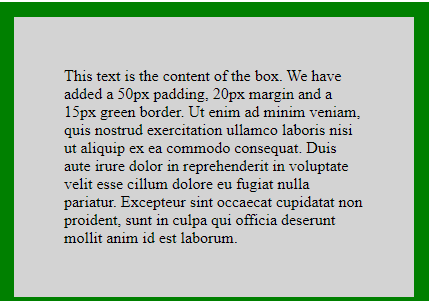 This text is the content of the box. We have
added a 50px padding, 20px margin and a
15px green border. Ut enim ad minim veniam,
quis nostrud exercitation ullamco laboris nisi
ut aliquip ex ea commodo consequat. Duis
aute irure dolor in reprehenderit in voluptate
velit esse cillum dolore eu fugiat nulla
pariatur. Excepteur sint occaecat cupidatat non
proident, sunt in culpa qui officia deserunt
mollit anim id est laborum.